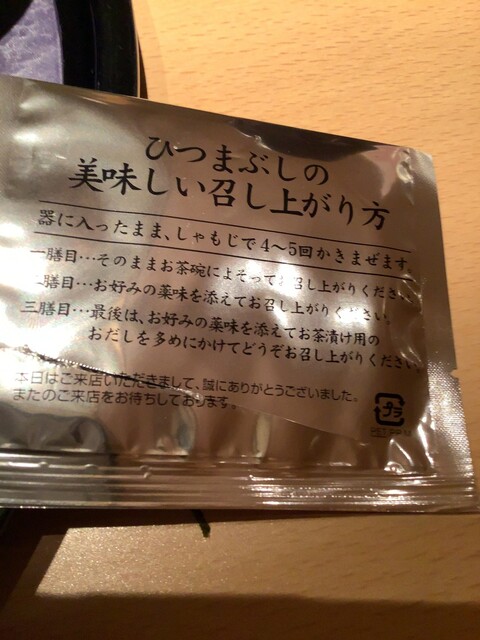 ひつまぶしの
美味しい召し上がり方
器に入ったまま、しゃもじで4〜5回かきまぜます。
一膳目…そのままお茶碗によそってお召し上がりください。
膳目…お好みの薬味を添えてお召し上がりください。
三膳目…最後は、お好みの薬味を添えてお茶漬け用の
おだしを多めにかけてどうぞお召し上がりください
本日はご来店いただきまして、誠にありがとうございました。
またのご来店をお待ちしております。
プラ